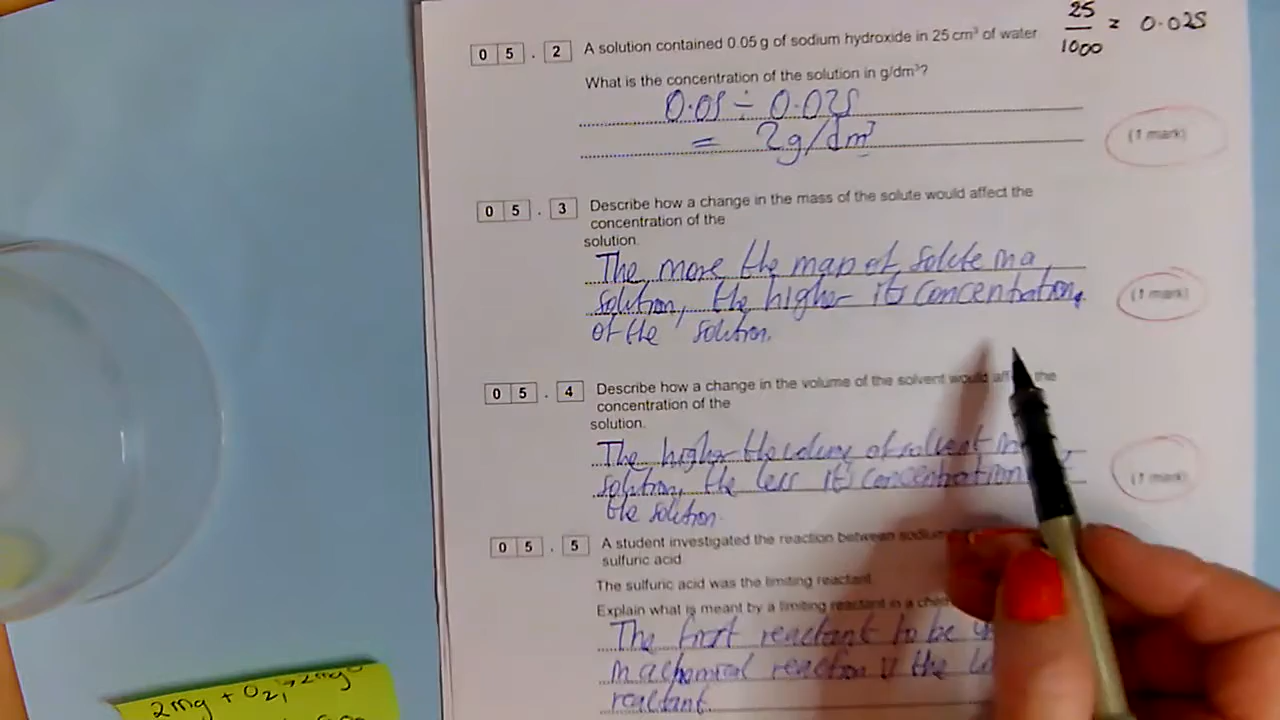 25
1000 = 0.025
0 5 . 2 A solution contained 0.05 g of sodium hydroxide in 25 cm³ of water
What is the concentration of the solution in g/dm³?
0.05 ÷ 0.025
= 2g/dm³
(1 mark)
0 5 . 3 Describe how a change in the mass of the solute would affect the
concentration of the
solution.
The more the mass of solute in a
solution, the higher its concentration
of the solution.
(1 mark)
0 5 . 4 Describe how a change in the volume of the solvent would the
concentration of the
solution.
The higher the of solvent
solution, the less its concentration
the solution.
(1 mark)
0 5 . 5 A student investigated the reaction between
sulfuric acid
The sulfuric acid was the limiting reactant
Explain what is meant by a limiting reactant in a
The first reactant to be
in a chemical reaction is the
reactant.
2mg + O2, → 2mgO